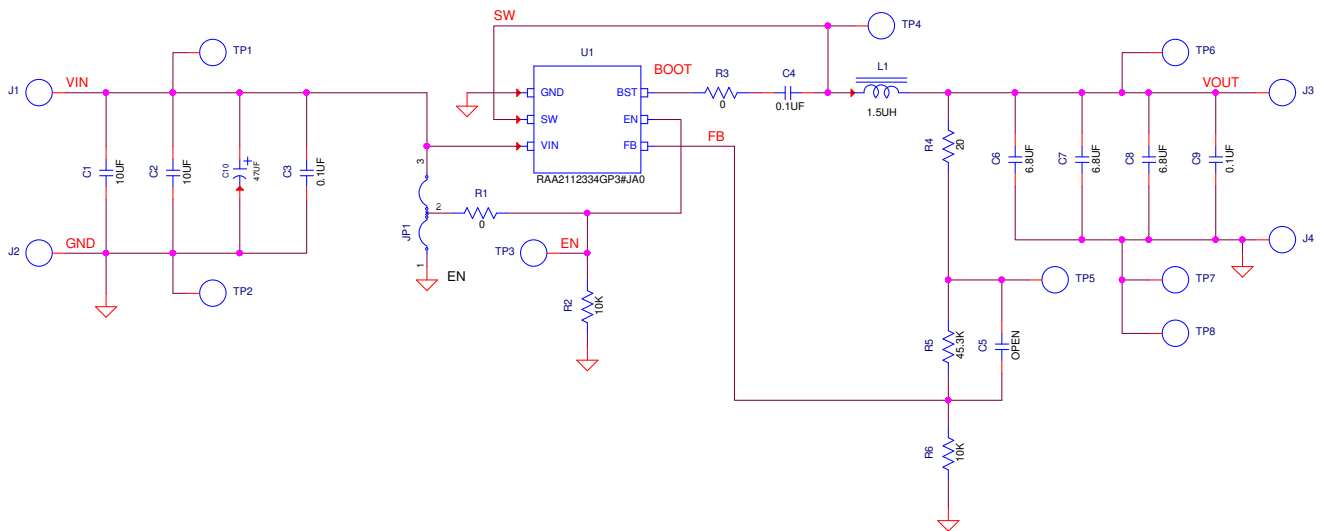 SW
TP4
TP1
TP6
U1
J1
VIN
BOOT
R3
C4
L1
VOUT
J3
GND
BST
0
0.1UF
1.5UH
SW
EN
FB
VIN
FB
C1
10UF
C2
10UF
C10
47UF
C3
0.1UF
3
RAA2112334GP3#JA0
R4
20
C6
6.8UF
C7
6.8UF
C8
6.8UF
C9
0.1UF
R1
2
0
JP1
J2
GND
TP3
EN
J4
1
EN
TP2
TP5
TP7
R2
10K
TP8
R5
45.3K
C5
OPEN
R6
10K